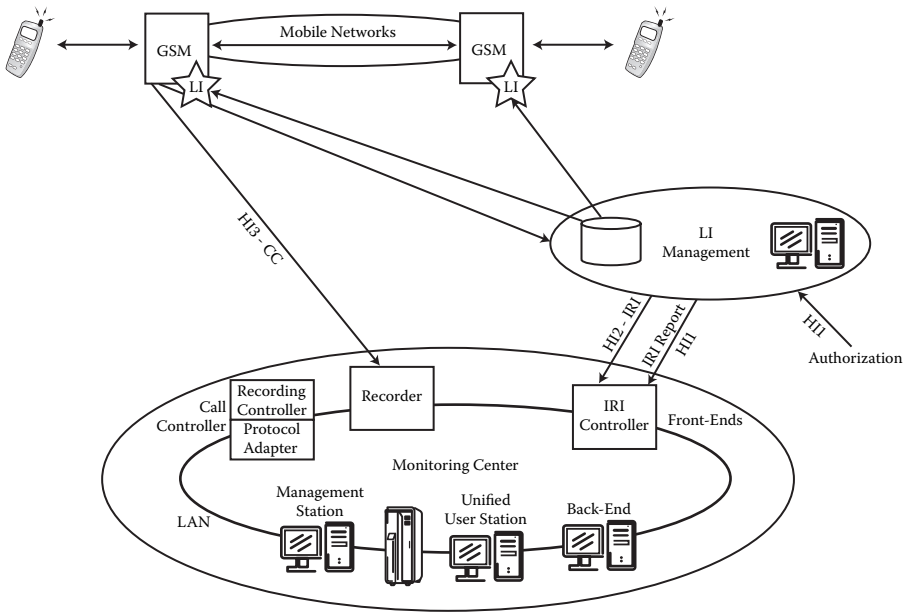 Mobile Networks
GSM
GSM
LI
LI
HI3 - CC
LI
Management
HI2 - IRI
IRI Report
HI1
HI1
Authorization
Recording
Controller
Call
Controller
Protocol
Adapter
Recorder
IRI
Controller
Front-Ends
Monitoring Center
LAN
Management
Station
Unified
User Station
Back-End